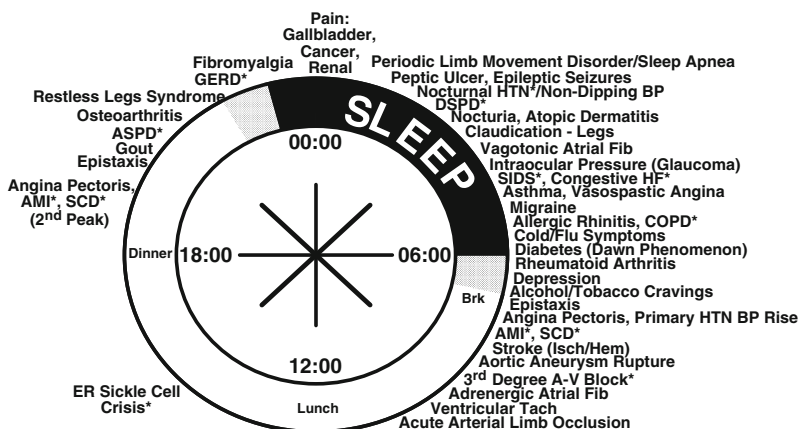 Pain:
Gallbladder,
Cancer,
Renal
Fibromyalgia
GERD*
Restless Legs Syndrome
Osteoarthritis
ASPD*
Gout
Epistaxis
Angina Pectoris,
AMI*, SCD*
(2nd Peak)
Dinner
ER Sickle Cell
Crisis*
SLEEP
00:00
18:00
06:00
12:00
Lunch
Brk
Periodic Limb Movement Disorder/Sleep Apnea
Peptic Ulcer, Epileptic Seizures
Nocturnal HTN*/Non-Dipping BP
DSPD*
Nocturia, Atopic Dermatitis
Claudication - Legs
Vagotonic Atrial Fib
Intraocular Pressure (Glaucoma)
SIDS*, Congestive HF*
Asthma, Vasospastic Angina
Migraine
Allergic Rhinitis, COPD*
Cold/Flu Symptoms
Diabetes (Dawn Phenomenon)
Rheumatoid Arthritis
Depression
Alcohol/Tobacco Cravings
Epistaxis
Angina Pectoris, Primary HTN BP Rise
AMI*, SCD*
Stroke (Isch/Hem)
Aortic Aneurysm Rupture
3rd Degree A-V Block*
Adrenergic Atrial Fib
Ventricular Tach
Acute Arterial Limb Occlusion